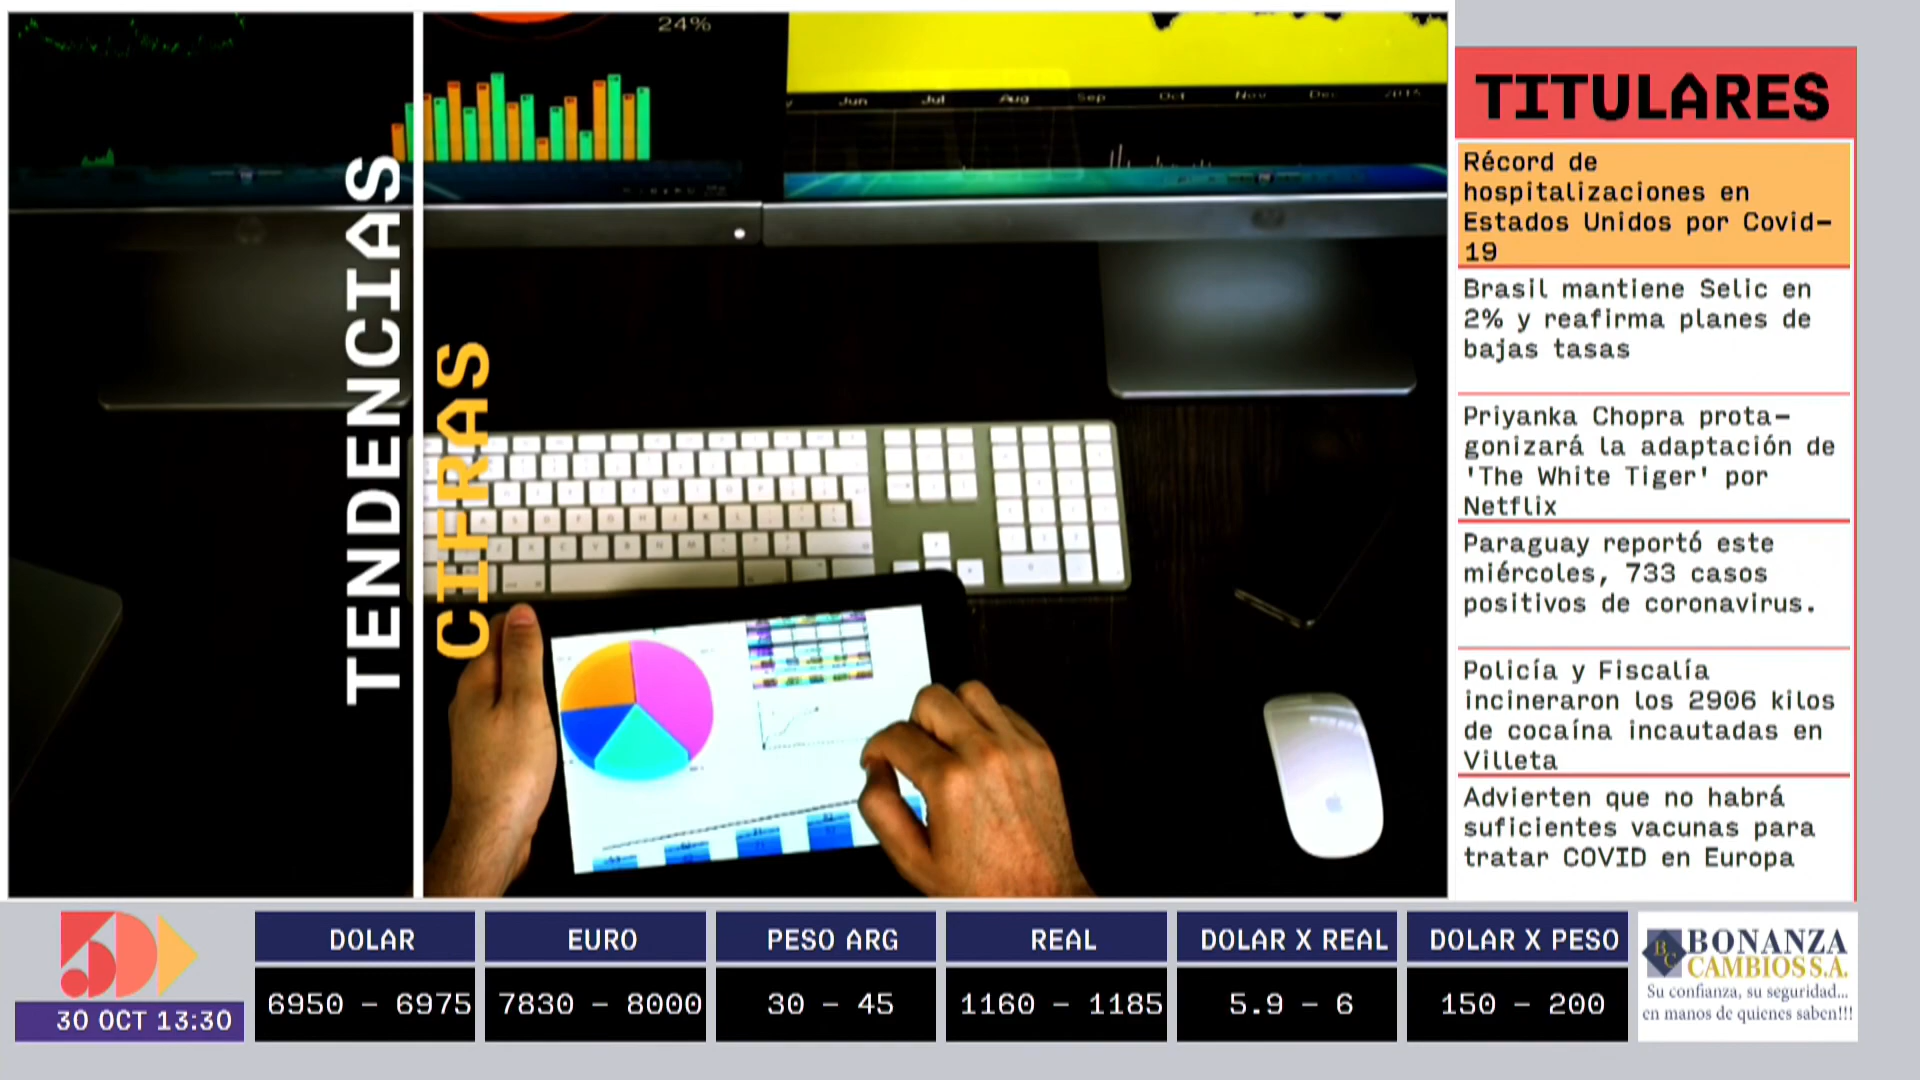 24%
Jun Jul Aug Sep Oct Nov Dec 2015
TENDENCIAS
CIFRAS
TITULARES
Récord de
hospitalizaciones en
Estados Unidos por Covid-
19
Brasil mantiene Selic en
2% y reafirma planes de
bajas tasas
Priyanka Chopra prota-
gonizará la adaptación de
'The White Tiger' por
Netflix
Paraguay reportó este
miércoles, 733 casos
positivos de coronavirus.
Policía y Fiscalía
incineraron los 2906 kilos
de cocaína incautadas en
Villeta
Advierten que no habrá
suficientes vacunas para
tratar COVID en Europa
5D
30 OCT 13:30
DOLAR
6950 - 6975
EURO
7830 - 8000
PESO ARG
30 - 45
REAL
1160 - 1185
DOLAR X REAL
5.9 - 6
DOLAR X PESO
150 - 200
BC
BONANZA
CAMBIOS S.A.
Su confianza, su seguridad...
en manos de quienes saben!!!